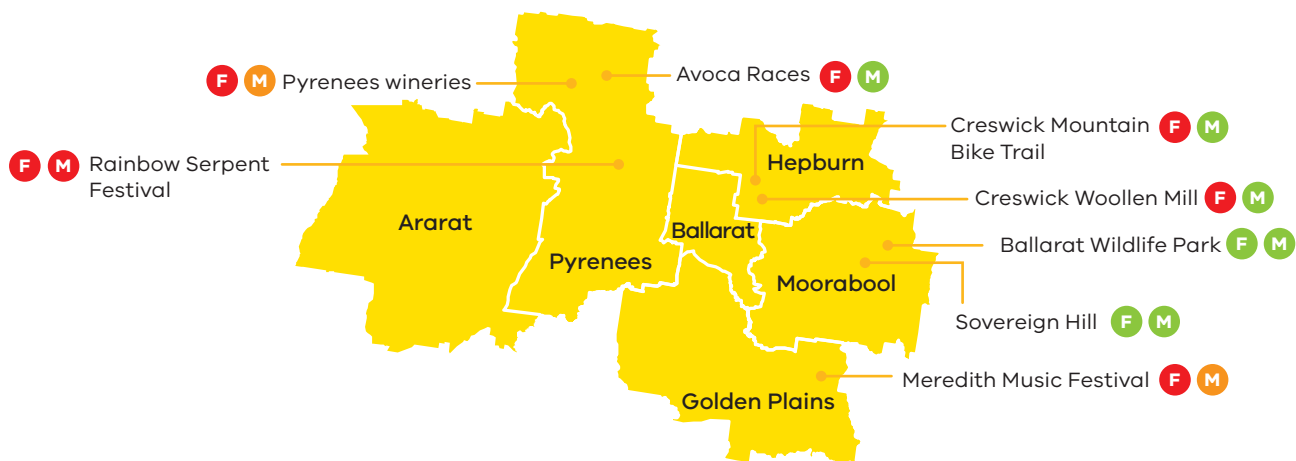 F M Pyrenees wineries
Avoca Races F M
Creswick Mountain F M
Bike Trail
Hepburn
F M Rainbow Serpent
Festival
Creswick Woollen Mill F M
Ararat
Ballarat
Ballarat Wildlife Park F M
Pyrenees
Moorabool
Sovereign Hill F M
Meredith Music Festival F M
Golden Plains